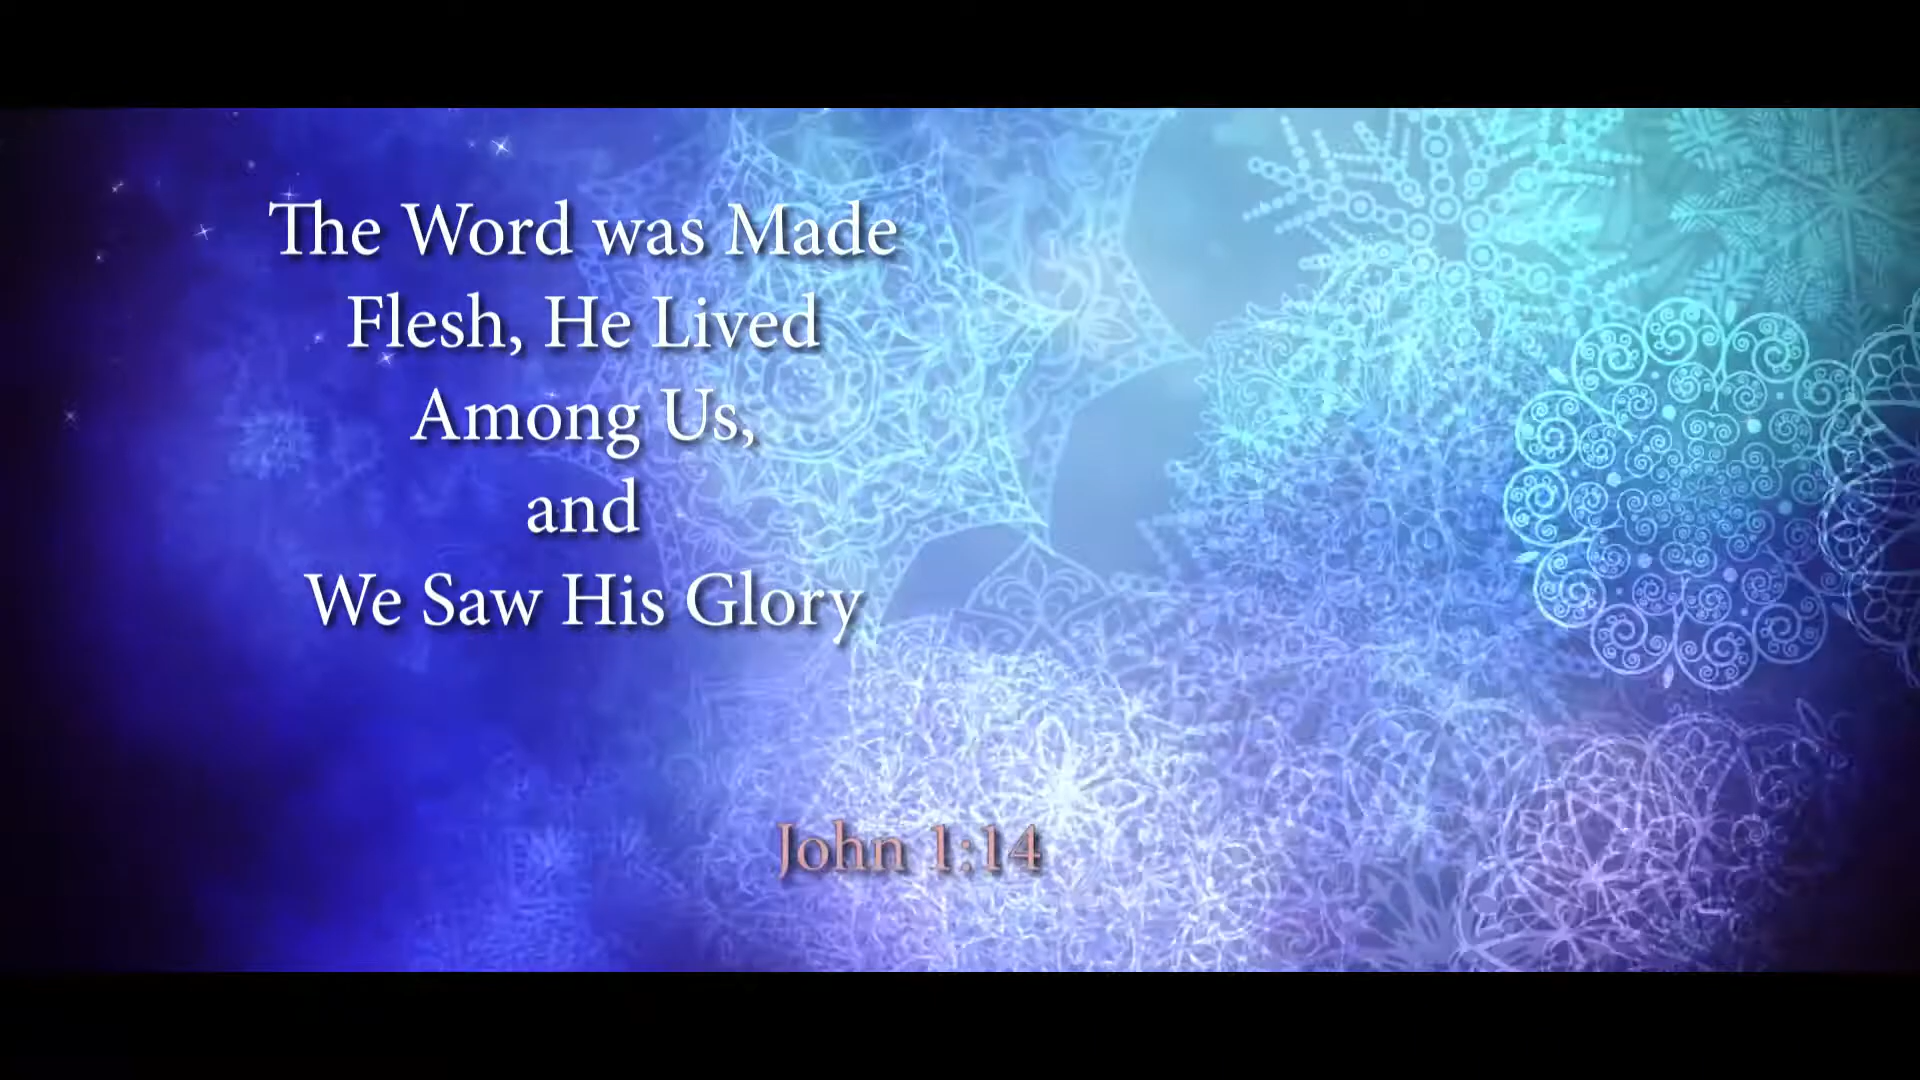 The Word was Made
Flesh, He Lived
Among Us,
and
We Saw His Glory
John 1:14